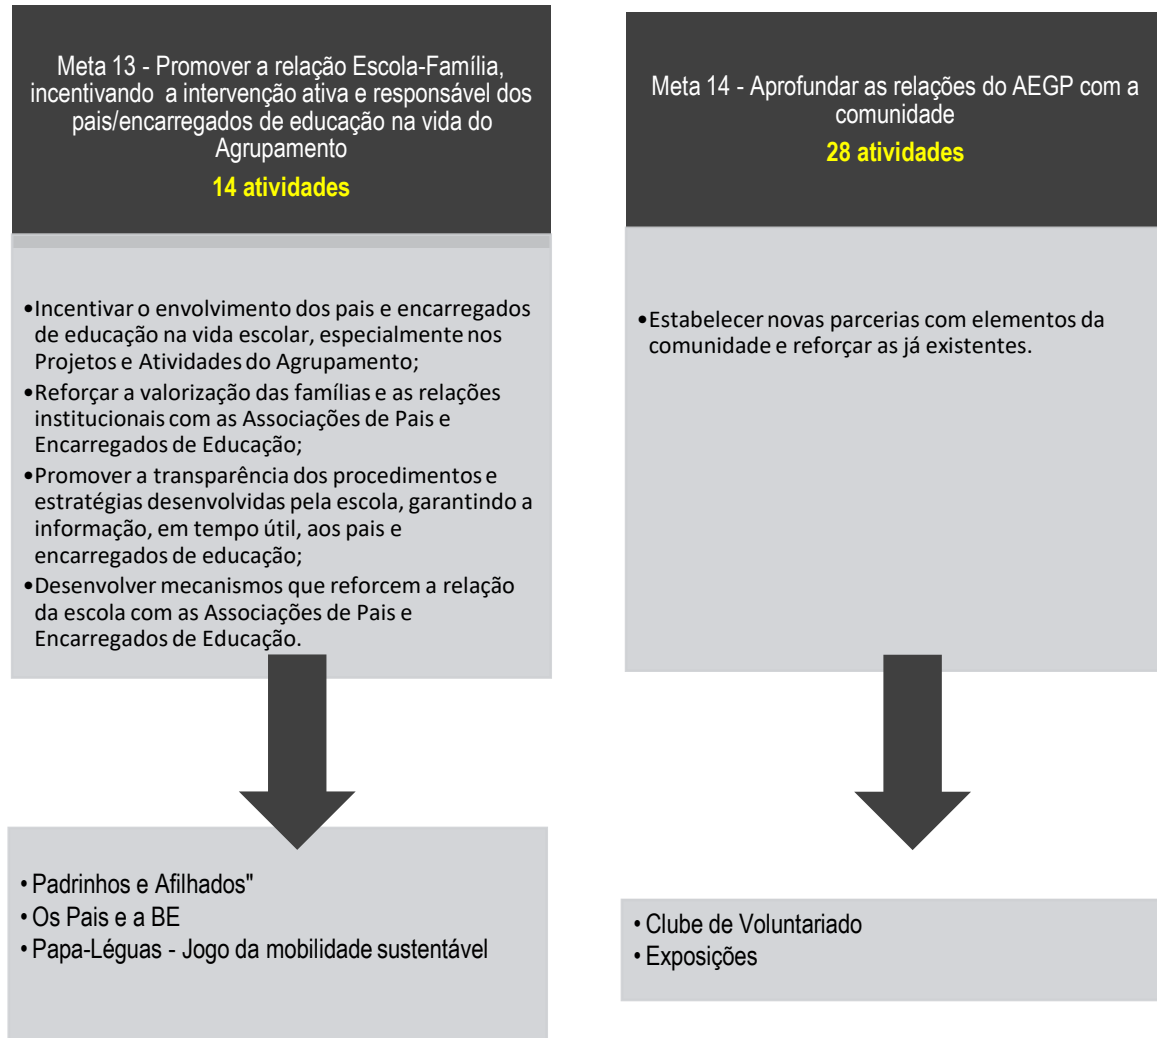 Meta 13 - Promover a relação Escola-Família,
incentivando a intervenção ativa e responsável dos
pais/encarregados de educação na vida do
Agrupamento
14 atividades
•Incentivar o envolvimento dos pais e encarregados
de educação na vida escolar, especialmente nos
Projetos e Atividades do Agrupamento;
•Reforçar a valorização das famílias e as relações
institucionais com as Associações de Pais e
Encarregados de Educação;
•Promover a transparência dos procedimentos e
estratégias desenvolvidas pela escola, garantindo a
informação, em tempo útil, aos pais e
encarregados de educação;
•Desenvolver mecanismos que reforcem a relação
da escola com as Associações de Pais e
Encarregados de Educação.
• Padrinhos e Afilhados"
• Os Pais e a BE
• Papa-Léguas - Jogo da mobilidade sustentável
Meta 14 - Aprofundar as relações do AEGP com a
comunidade
28 atividades
•Estabelecer novas parcerias com elementos da
comunidade e reforçar as já existentes.
• Clube de Voluntariado
• Exposições